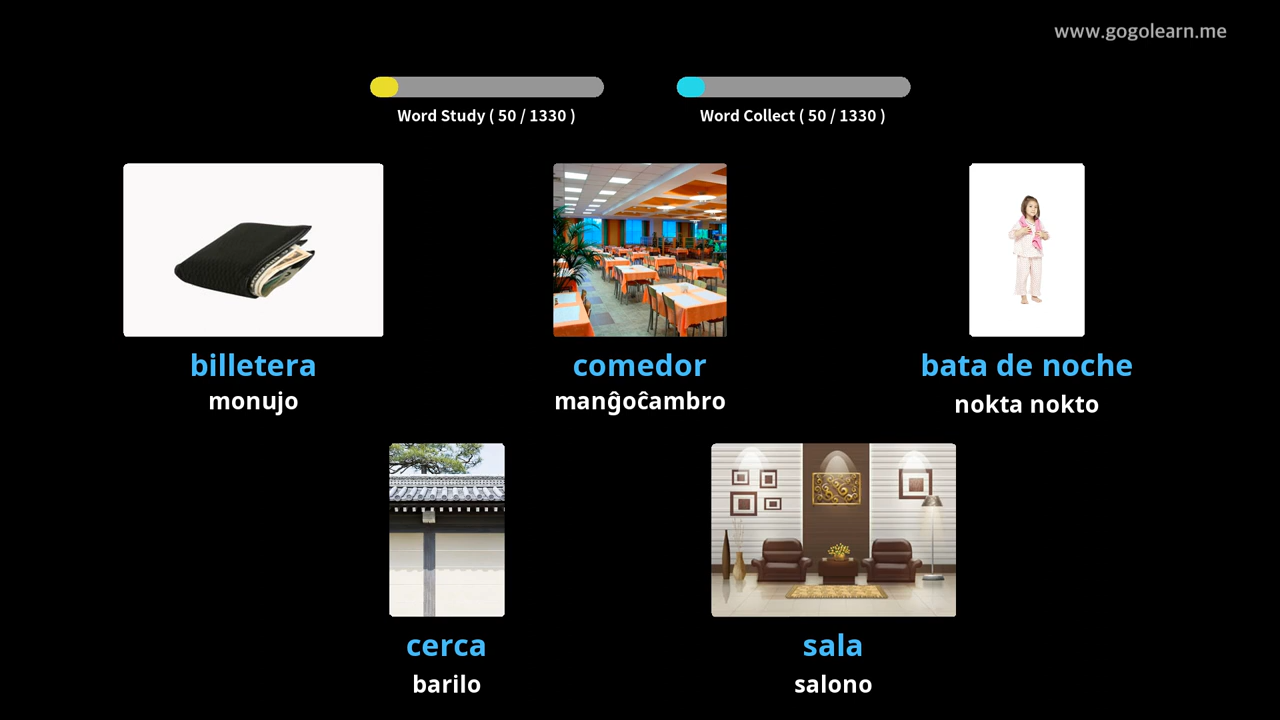 www.gogolearn.me
Word Study ( 50 / 1330 )
Word Collect ( 50 / 1330 )
billetera
monujo
comedor
manĝoĉambro
bata de noche
nokta nokto
cerca
barilo
sala
salono